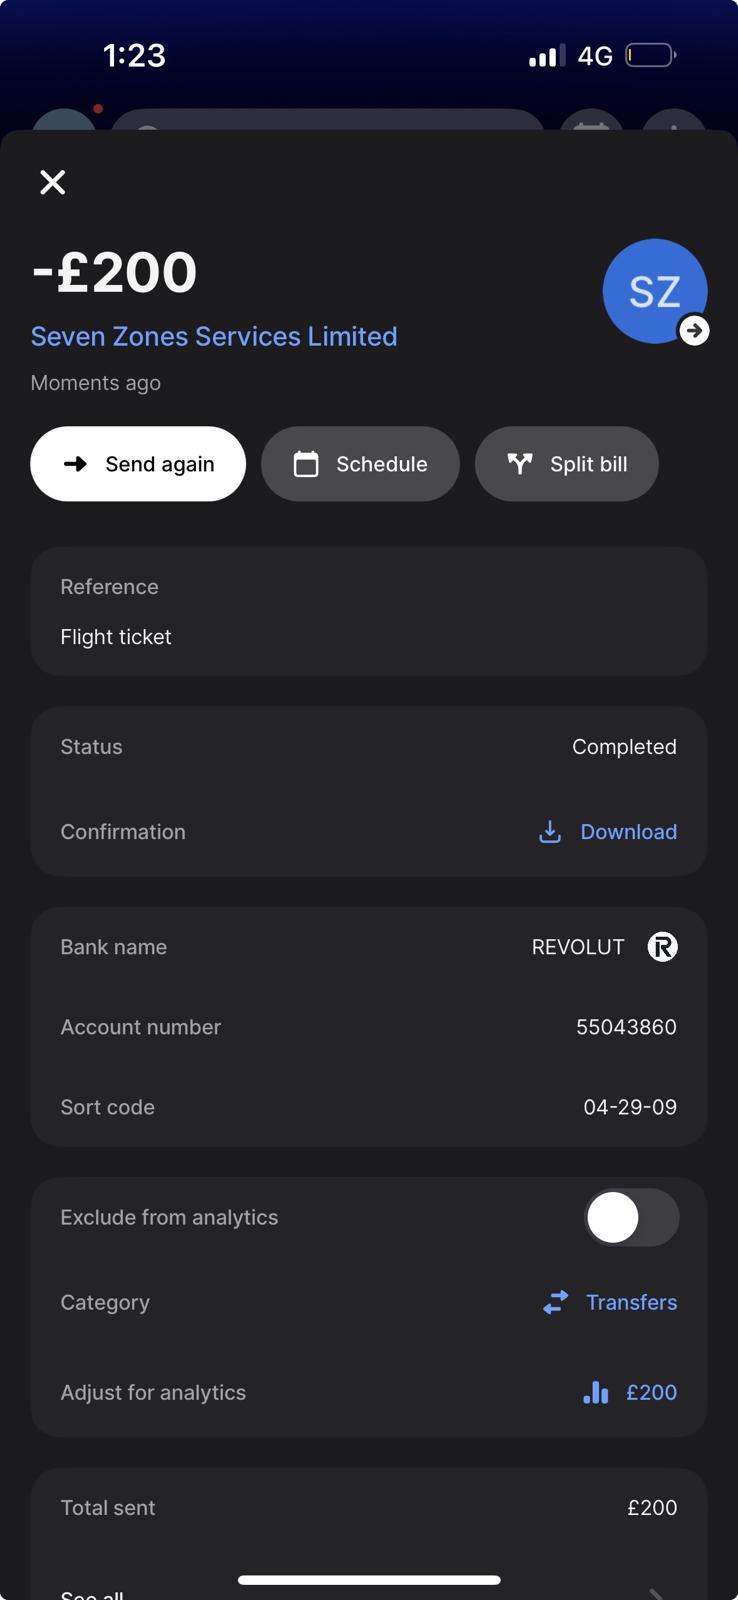 1:23
4G
-£200
SZ
Seven Zones Services Limited
Moments ago
Send again
Schedule
Split bill
Reference
Flight ticket
Status
Completed
Confirmation
Download
Bank name
REVOLUT
Account number
55043860
Sort code
04-29-09
Exclude from analytics
Category
Transfers
Adjust for analytics
£200
Total sent
£200
See all